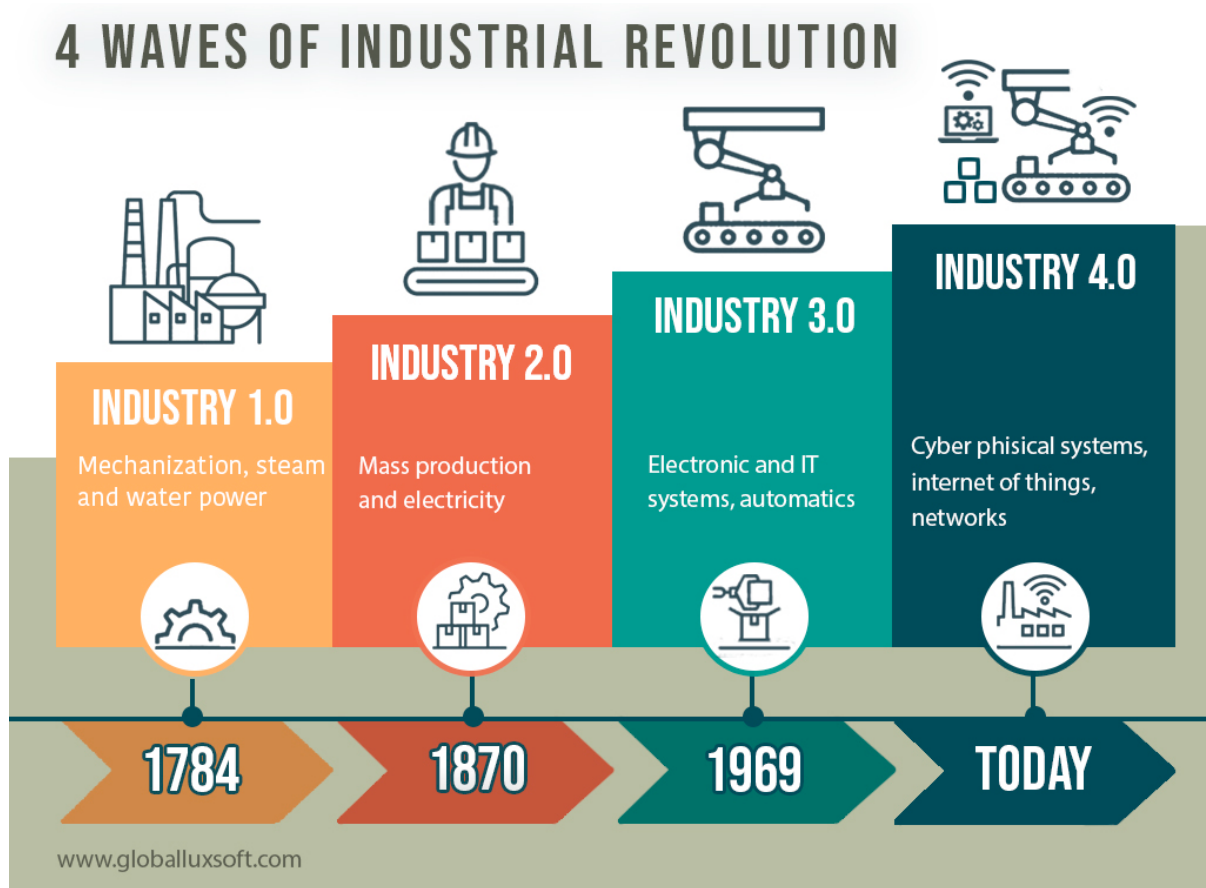 4 WAVES OF INDUSTRIAL REVOLUTION
INDUSTRY 1.0
Mechanization, steam
and water power
INDUSTRY 2.0
Mass production
and electricity
INDUSTRY 3.0
Electronic and IT
systems, automatics
INDUSTRY 4.0
Cyber phisical systems,
internet of things,
networks
1784
1870
1969
TODAY
www.globalluxsoft.com